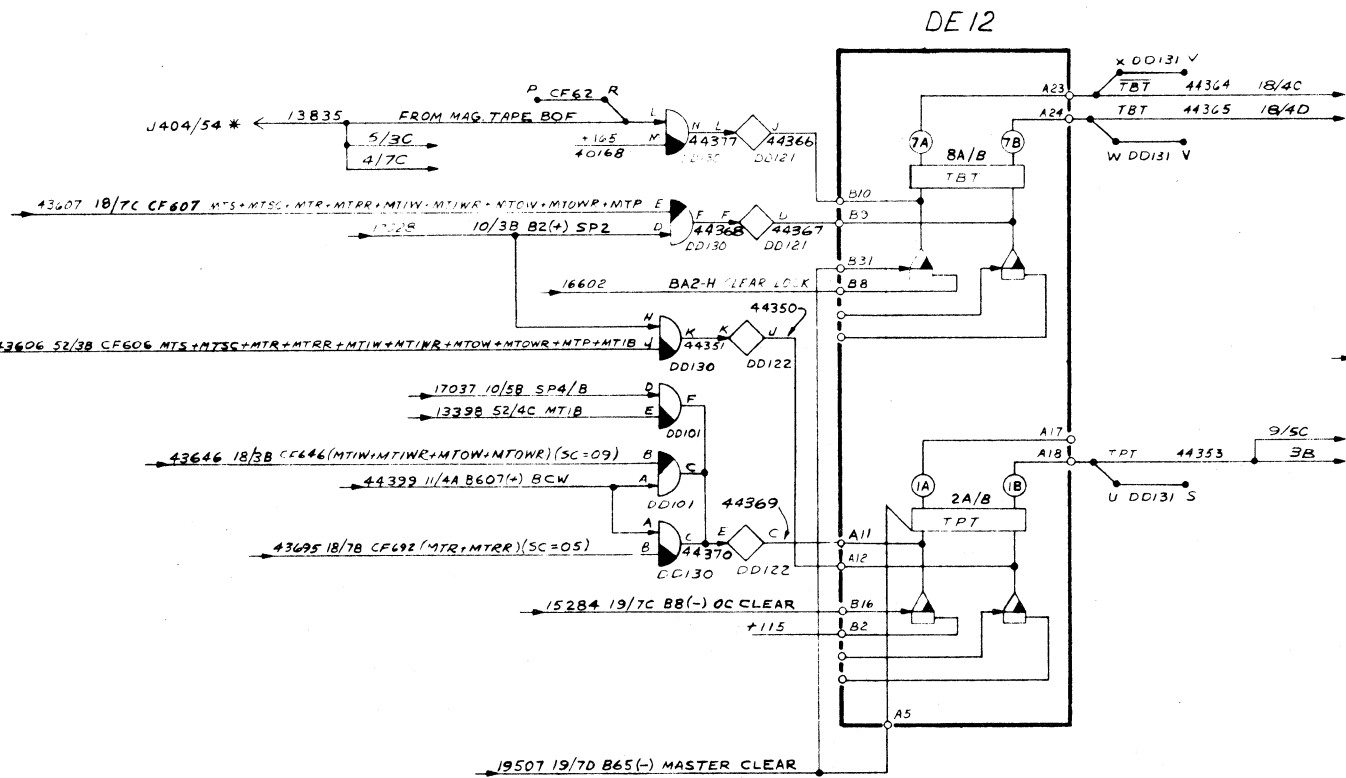 DE 12
P CF62 R
X DD131 V
A23 TBT 44364 18/4C
J404/54 * 13835 FROM MAG. TAPE BOF L
A24 TBT 44365 18/4D
5/3C
N +165 40168
H L 44377 J 44366
DD121
4/7C
7A 7B
W DD131 V
8A/B
TBT
B10
43607 18/7C CF607 MTS+MTSC+MTR+MTRR+MTIW+MTIWR+MTOW+MTOWR+MTP E
F F 44368 D 44367
B9
10/3B B2(+) SP2 D
DD130 DD121
B31
16602 BA2-H CLEAR LOCK B8
44350
H
43606 52/3B CF606 MTS+MTSC+MTR+MTRR+MTIW+MTIWR+MTOW+MTOWR+MTP+MTIB J
K 44351 K J
DD130 DD122
17037 10/5B SP4/B D
13398 52/4C MTIB E
F
DD101
A17 9/5C
43646 18/3B CF646 (MTIW+MTIWR+MTOW+MTOWR)(SC=09) B
A18 TPT 44353 3B
44399 11/4A B607(+) BCW A
C
DD101
1A 1B
U DD131 S
2A/B
TPT
44369
A
43695 18/7B CF692 (MTR+MTRR)(SC=05) B
C 44370 E C
A11
DD130 DD122
A12
15284 19/7C B8(-) OC CLEAR B16
+115 B2
A5
19507 19/7D B65(-) MASTER CLEAR